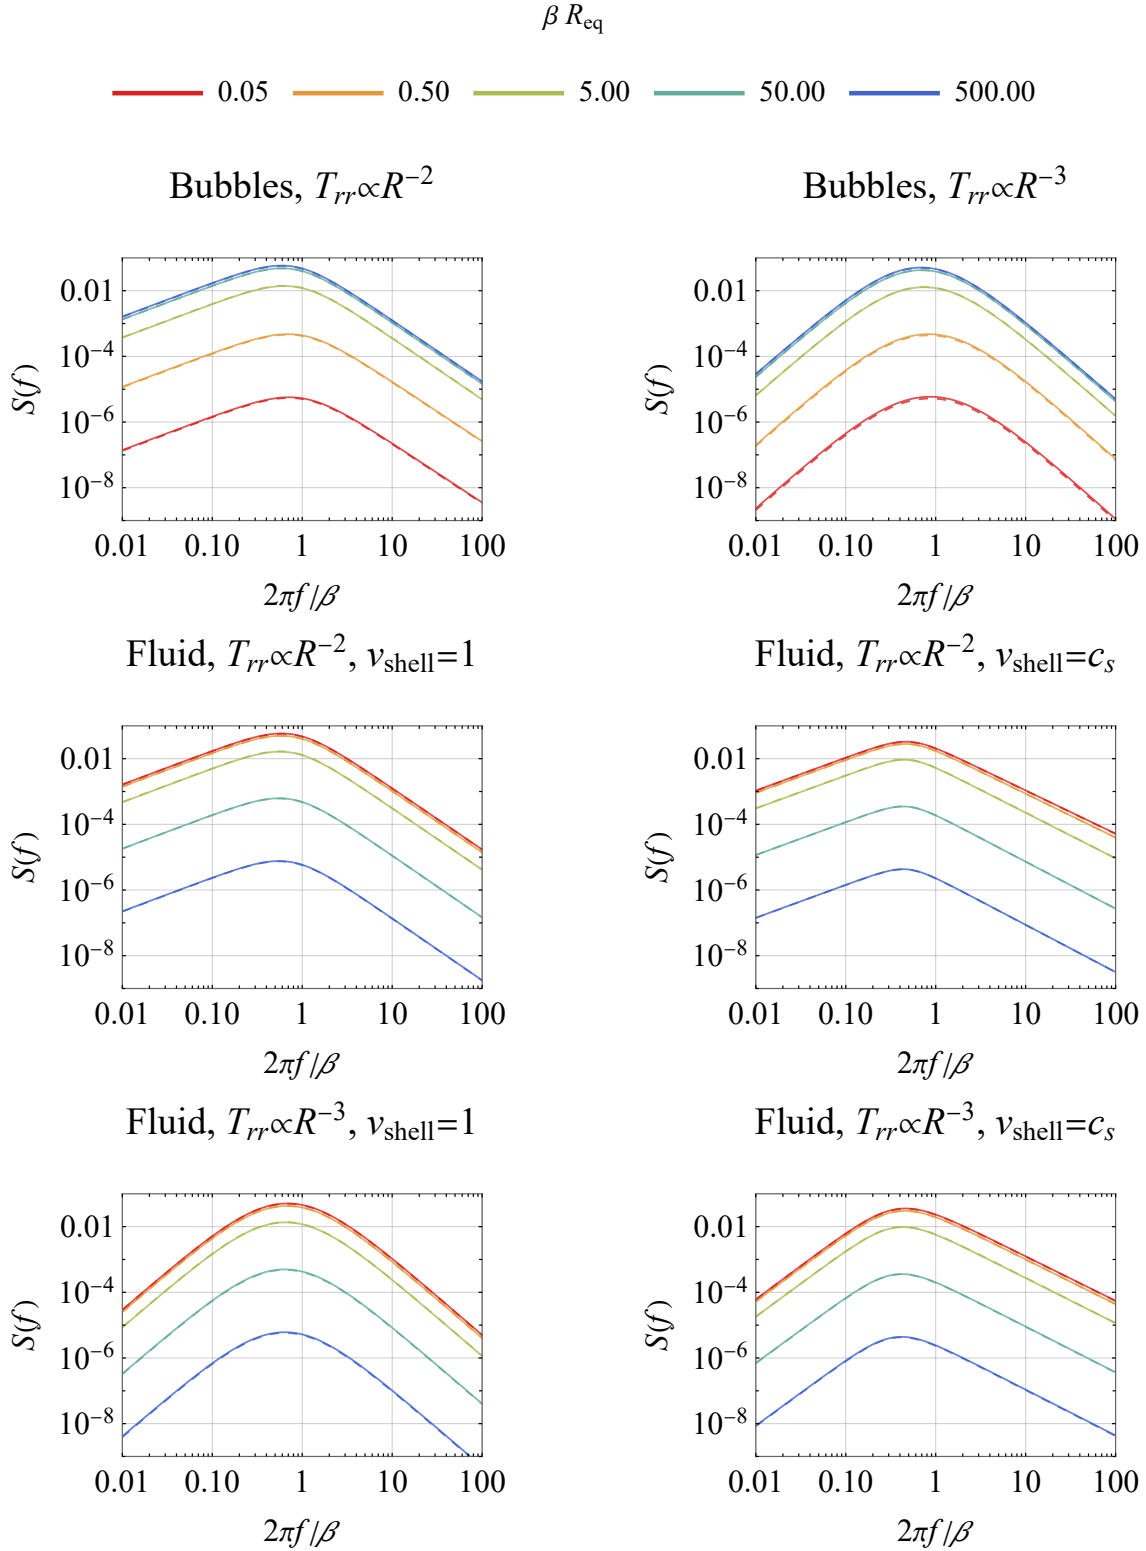 β R_eq
0.05 0.50 5.00 50.00 500.00
Bubbles, T_rr∝R⁻²
Bubbles, T_rr∝R⁻³
S(f)
0.01
10⁻⁴
10⁻⁶
10⁻⁸
0.01 0.10 1 10 100
2πf/β
S(f)
0.01
10⁻⁴
10⁻⁶
10⁻⁸
0.01 0.10 1 10 100
2πf/β
Fluid, T_rr∝R⁻², v_shell=1
Fluid, T_rr∝R⁻², v_shell=c_s
S(f)
0.01
10⁻⁴
10⁻⁶
10⁻⁸
0.01 0.10 1 10 100
2πf/β
S(f)
0.01
10⁻⁴
10⁻⁶
10⁻⁸
0.01 0.10 1 10 100
2πf/β
Fluid, T_rr∝R⁻³, v_shell=1
Fluid, T_rr∝R⁻³, v_shell=c_s
S(f)
0.01
10⁻⁴
10⁻⁶
10⁻⁸
0.01 0.10 1 10 100
2πf/β
S(f)
0.01
10⁻⁴
10⁻⁶
10⁻⁸
0.01 0.10 1 10 100
2πf/β